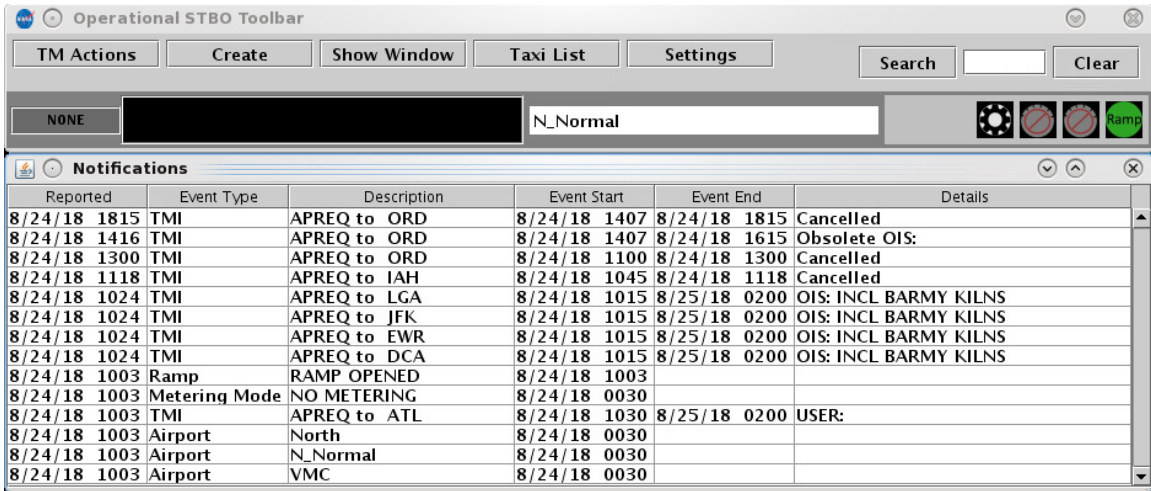 Operational STBO Toolbar
TM Actions Create Show Window Taxi List Settings Search Clear
NONE N_Normal Ramp
Notifications
Reported Event Type Description Event Start Event End Details
8/24/18 1815 TMI APREQ to ORD 8/24/18 1407 8/24/18 1815 Cancelled
8/24/18 1416 TMI APREQ to ORD 8/24/18 1407 8/24/18 1615 Obsolete OIS:
8/24/18 1300 TMI APREQ to ORD 8/24/18 1100 8/24/18 1300 Cancelled
8/24/18 1118 TMI APREQ to IAH 8/24/18 1045 8/24/18 1118 Cancelled
8/24/18 1024 TMI APREQ to LGA 8/24/18 1015 8/25/18 0200 OIS: INCL BARMY KILNS
8/24/18 1024 TMI APREQ to JFK 8/24/18 1015 8/25/18 0200 OIS: INCL BARMY KILNS
8/24/18 1024 TMI APREQ to EWR 8/24/18 1015 8/25/18 0200 OIS: INCL BARMY KILNS
8/24/18 1024 TMI APREQ to DCA 8/24/18 1015 8/25/18 0200 OIS: INCL BARMY KILNS
8/24/18 1003 Ramp RAMP OPENED 8/24/18 1003
8/24/18 1003 Metering Mode NO METERING 8/24/18 0030
8/24/18 1003 TMI APREQ to ATL 8/24/18 1030 8/25/18 0200 USER:
8/24/18 1003 Airport North 8/24/18 0030
8/24/18 1003 Airport N_Normal 8/24/18 0030
8/24/18 1003 Airport VMC 8/24/18 0030